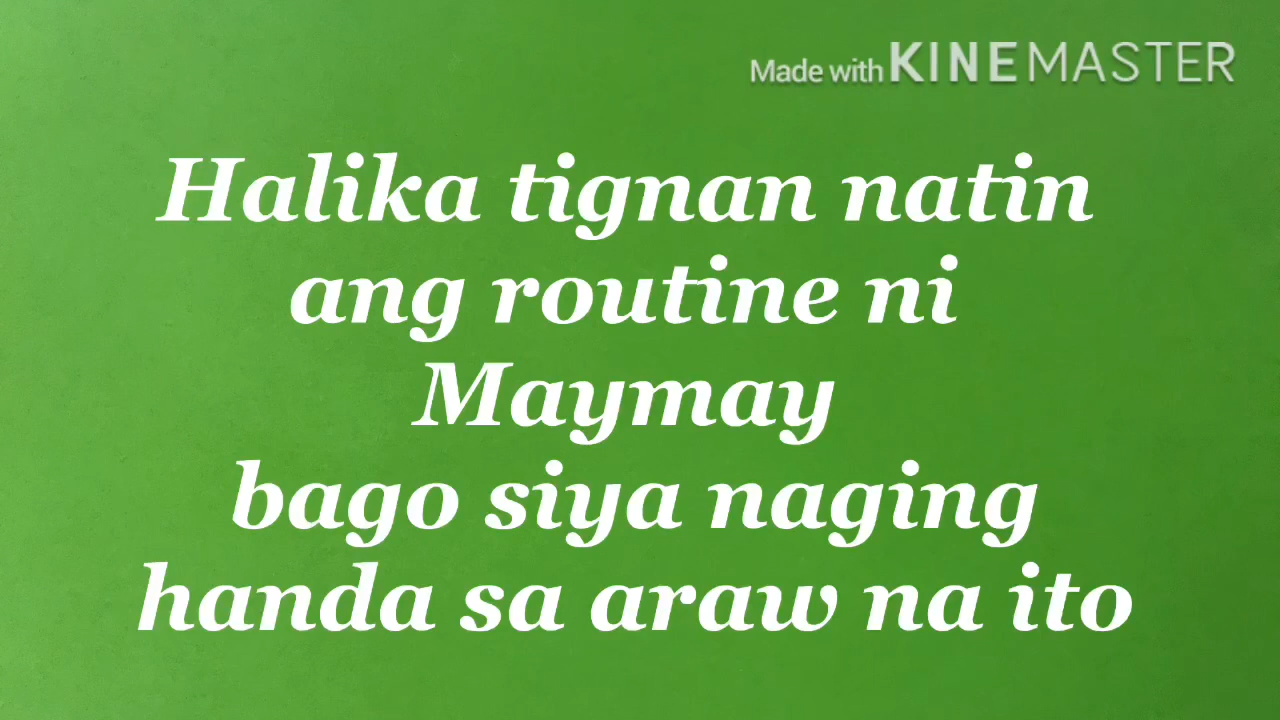 Made with KINEMASTER
Halika tignan natin
ang routine ni
Maymay
bago siya naging
handa sa araw na ito